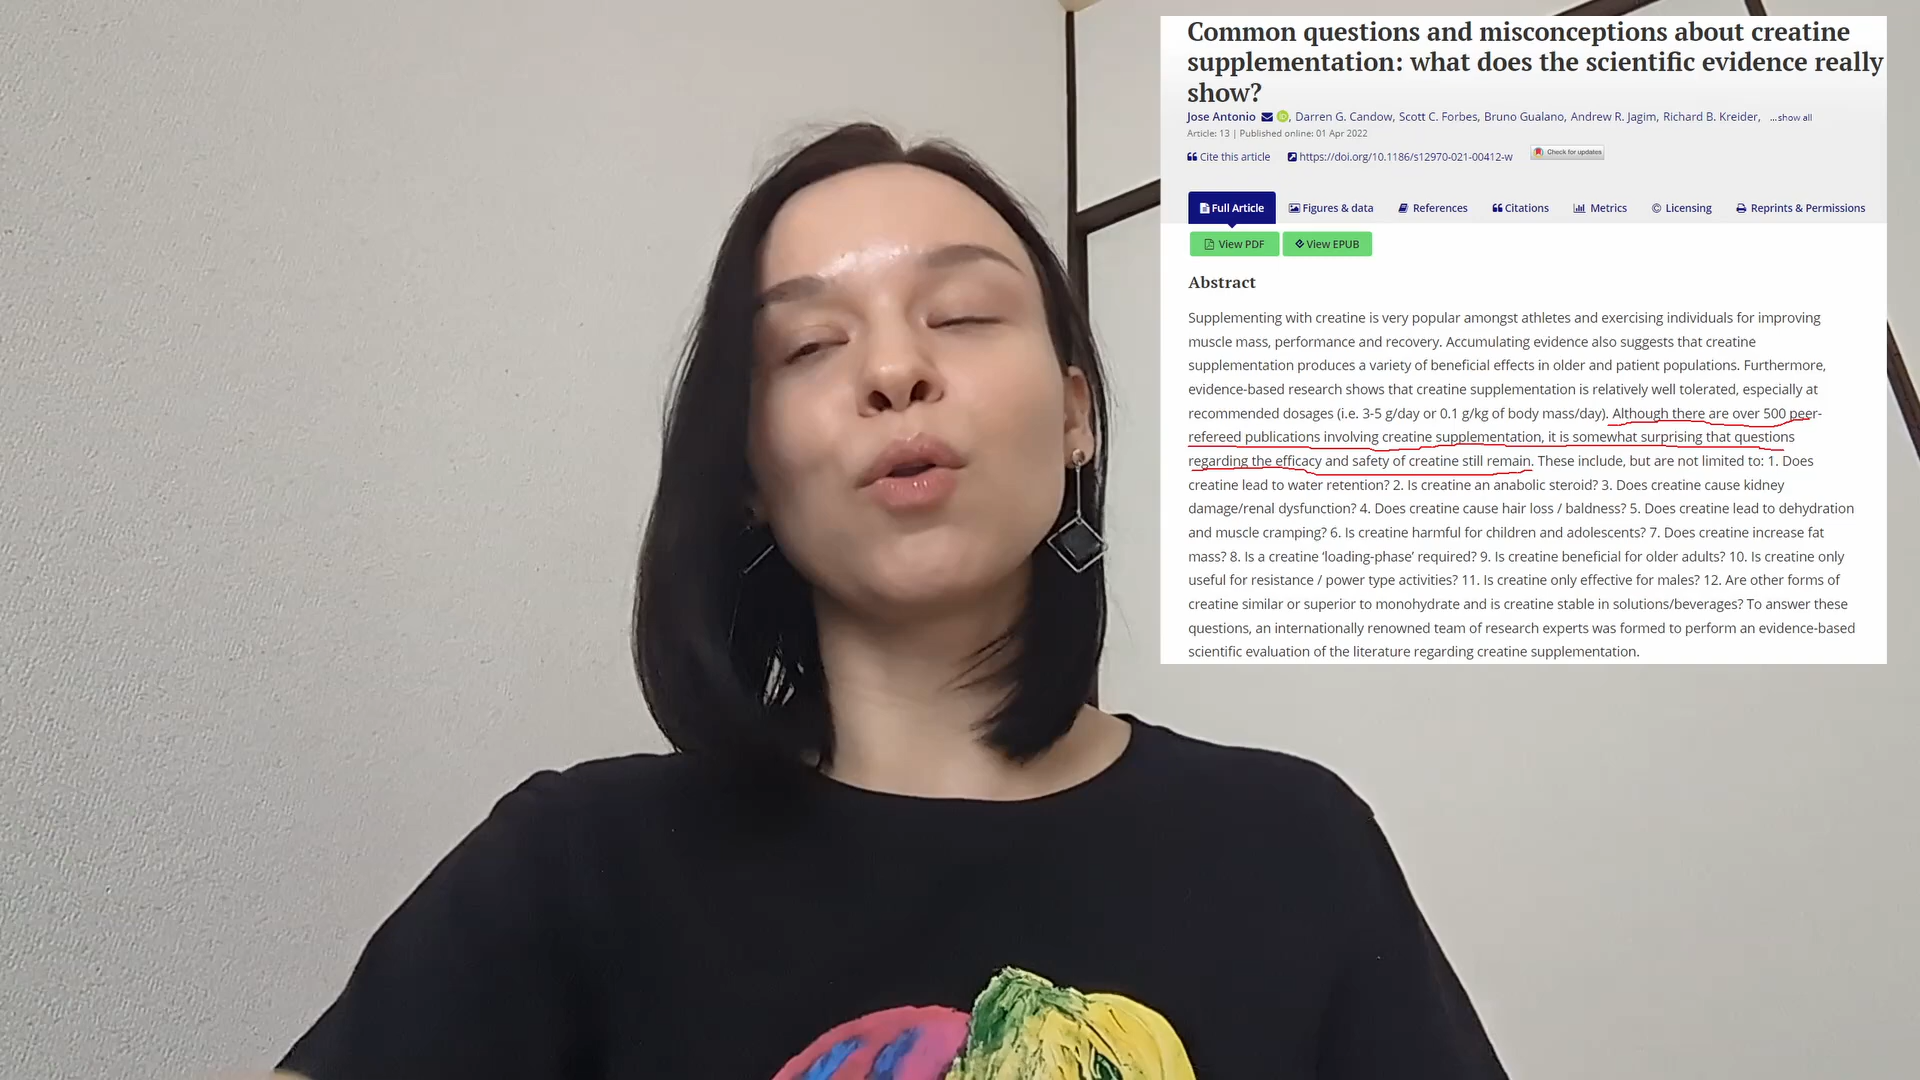 Common questions and misconceptions about creatine
supplementation: what does the scientific evidence really
show?
Jose Antonio , Darren G. Candow, Scott C. Forbes, Bruno Gualano, Andrew R. Jagim, Richard B. Kreider, ...show all
Article: 13 | Published online: 01 Apr 2022
Cite this article https://doi.org/10.1186/s12970-021-00412-w Check for updates
Full Article Figures & data References Citations Metrics Licensing Reprints & Permissions
View PDF View EPUB
Abstract
Supplementing with creatine is very popular amongst athletes and exercising individuals for improving
muscle mass, performance and recovery. Accumulating evidence also suggests that creatine
supplementation produces a variety of beneficial effects in older and patient populations. Furthermore,
evidence-based research shows that creatine supplementation is relatively well tolerated, especially at
recommended dosages (i.e. 3-5 g/day or 0.1 g/kg of body mass/day). Although there are over 500 peer-
refereed publications involving creatine supplementation, it is somewhat surprising that questions
regarding the efficacy and safety of creatine still remain. These include, but are not limited to: 1. Does
creatine lead to water retention? 2. Is creatine an anabolic steroid? 3. Does creatine cause kidney
damage/renal dysfunction? 4. Does creatine cause hair loss / baldness? 5. Does creatine lead to dehydration
and muscle cramping? 6. Is creatine harmful for children and adolescents? 7. Does creatine increase fat
mass? 8. Is a creatine ‘loading-phase’ required? 9. Is creatine beneficial for older adults? 10. Is creatine only
useful for resistance / power type activities? 11. Is creatine only effective for males? 12. Are other forms of
creatine similar or superior to monohydrate and is creatine stable in solutions/beverages? To answer these
questions, an internationally renowned team of research experts was formed to perform an evidence-based
scientific evaluation of the literature regarding creatine supplementation.